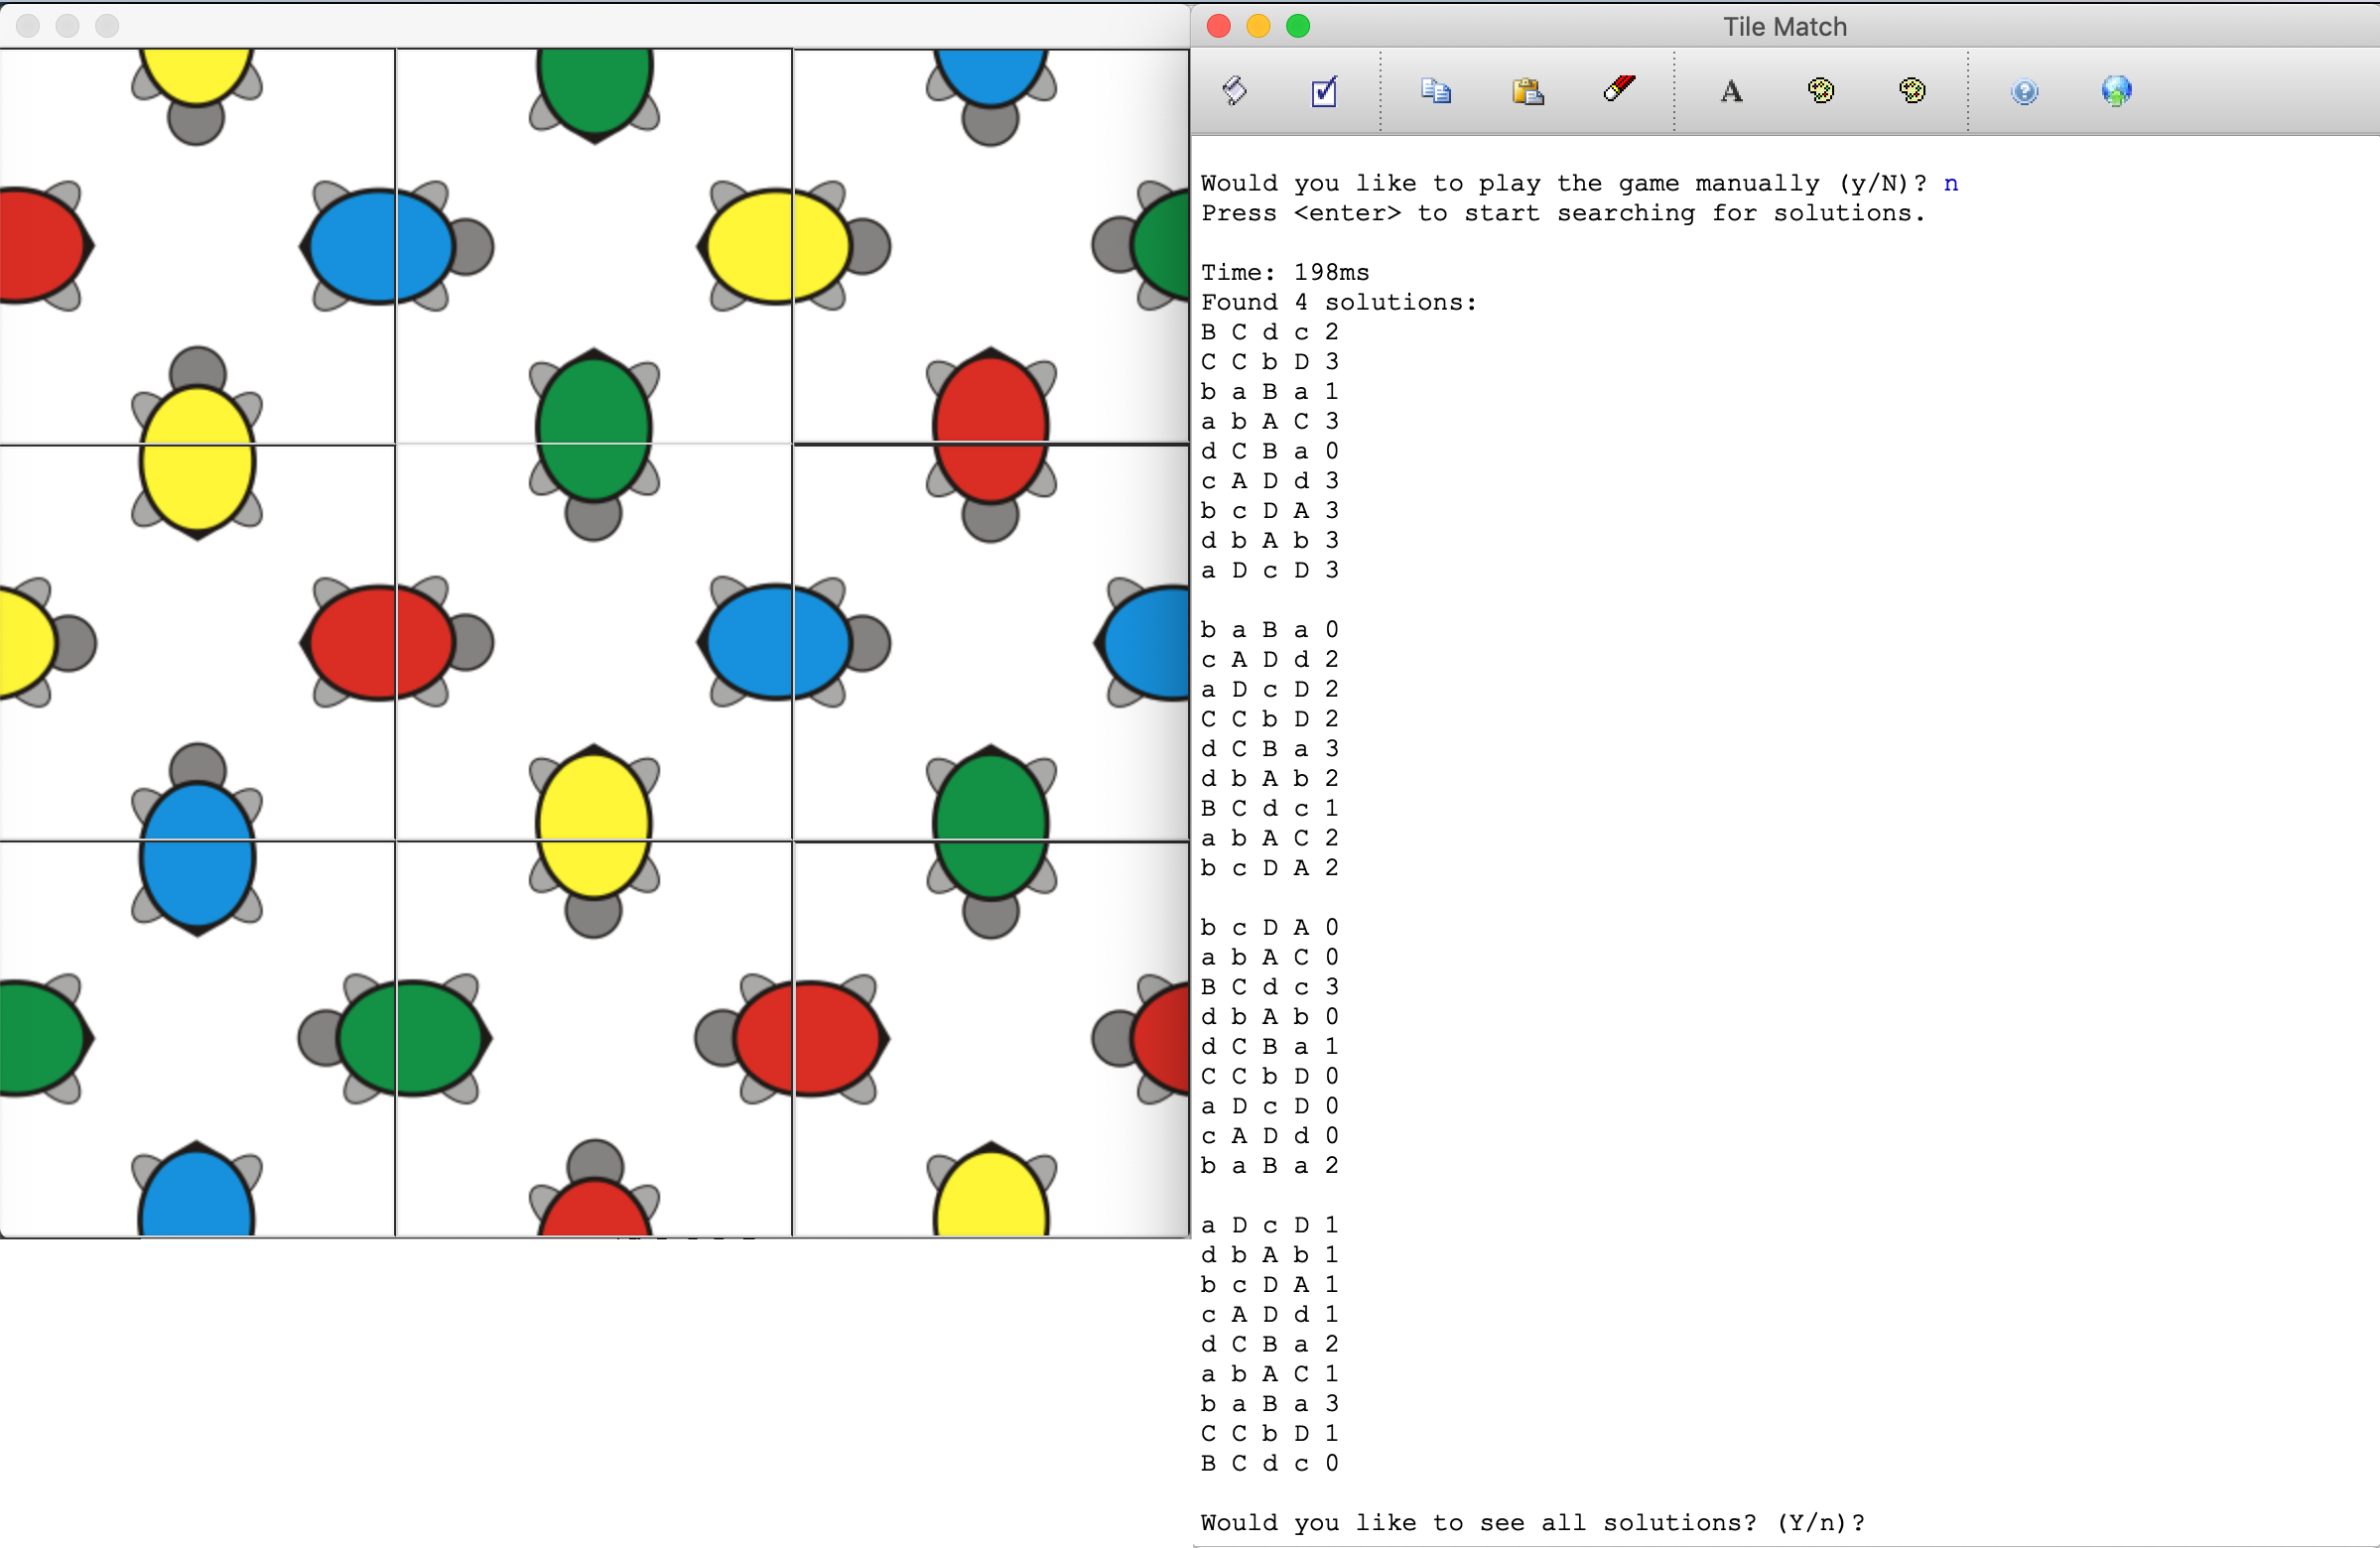 Tile Match
Would you like to play the game manually (y/N)? n
Press <enter> to start searching for solutions.
Time: 198ms
Found 4 solutions:
B C d c 2
C C b D 3
b a B a 1
a b A C 3
d C B a 0
c A D d 3
b c D A 3
d b A b 3
a D c D 3
b a B a 0
c A D d 2
a D c D 2
C C b D 2
d C B a 3
d b A b 2
B C d c 1
a b A C 2
b c D A 2
b c D A 0
a b A C 0
B C d c 3
d b A b 0
d C B a 1
C C b D 0
a D c D 0
c A D d 0
b a B a 2
a D c D 1
d b A b 1
b c D A 1
c A D d 1
d C B a 2
a b A C 1
b a B a 3
C C b D 1
B C d c 0
Would you like to see all solutions? (Y/n)?